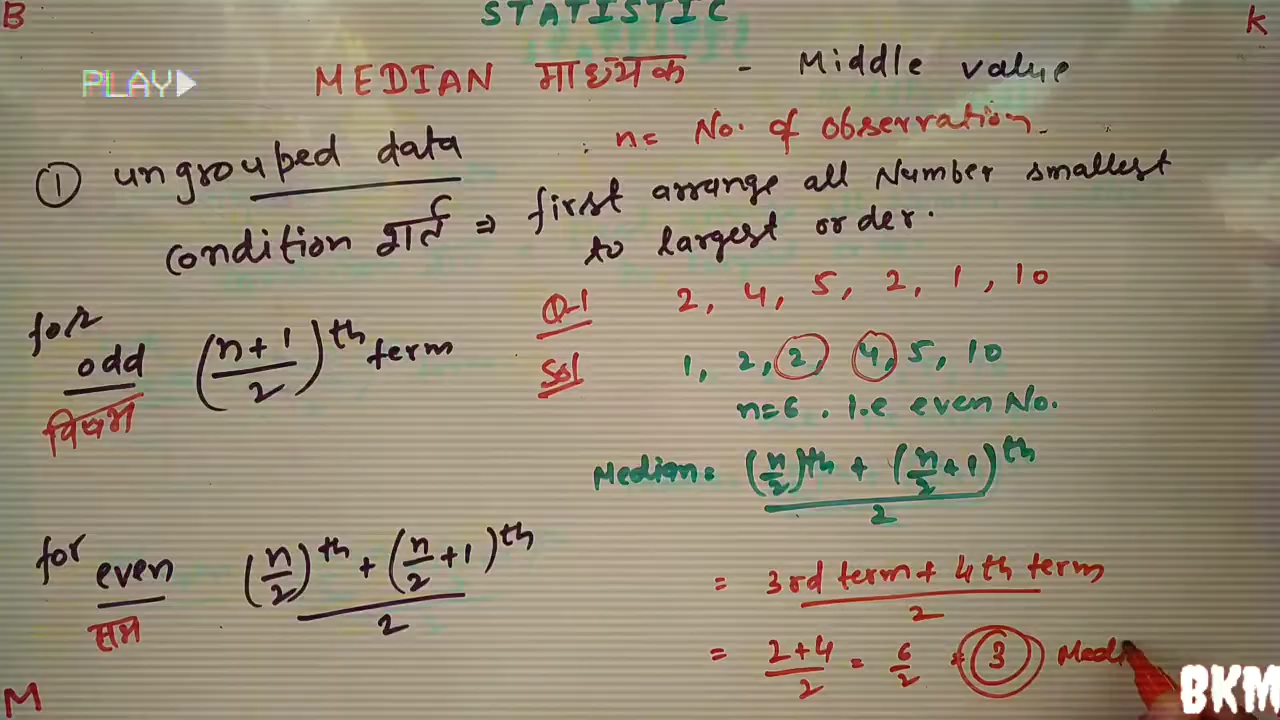 B
STATISTIC
K
PLAY
MEDIAN माध्यक - Middle value
n= No. of observation.
① ungrouped data
condition शर्त ⇒ first arrange all Number smallest
to largest order.
Q-1 2, 4, 5, 2, 1, 10
for odd विषम ((n+1)/2)th term
Sol 1, 2, 2, 4, 5, 10
n=6 . I.e even No.
Median = ((n/2)th + (n/2+1)th)/2
for even सम ((n/2)th + (n/2+1)th)/2
= (3rd term + 4th term)/2
= (2+4)/2 = 6/2 = 3 Medi
M
BKM